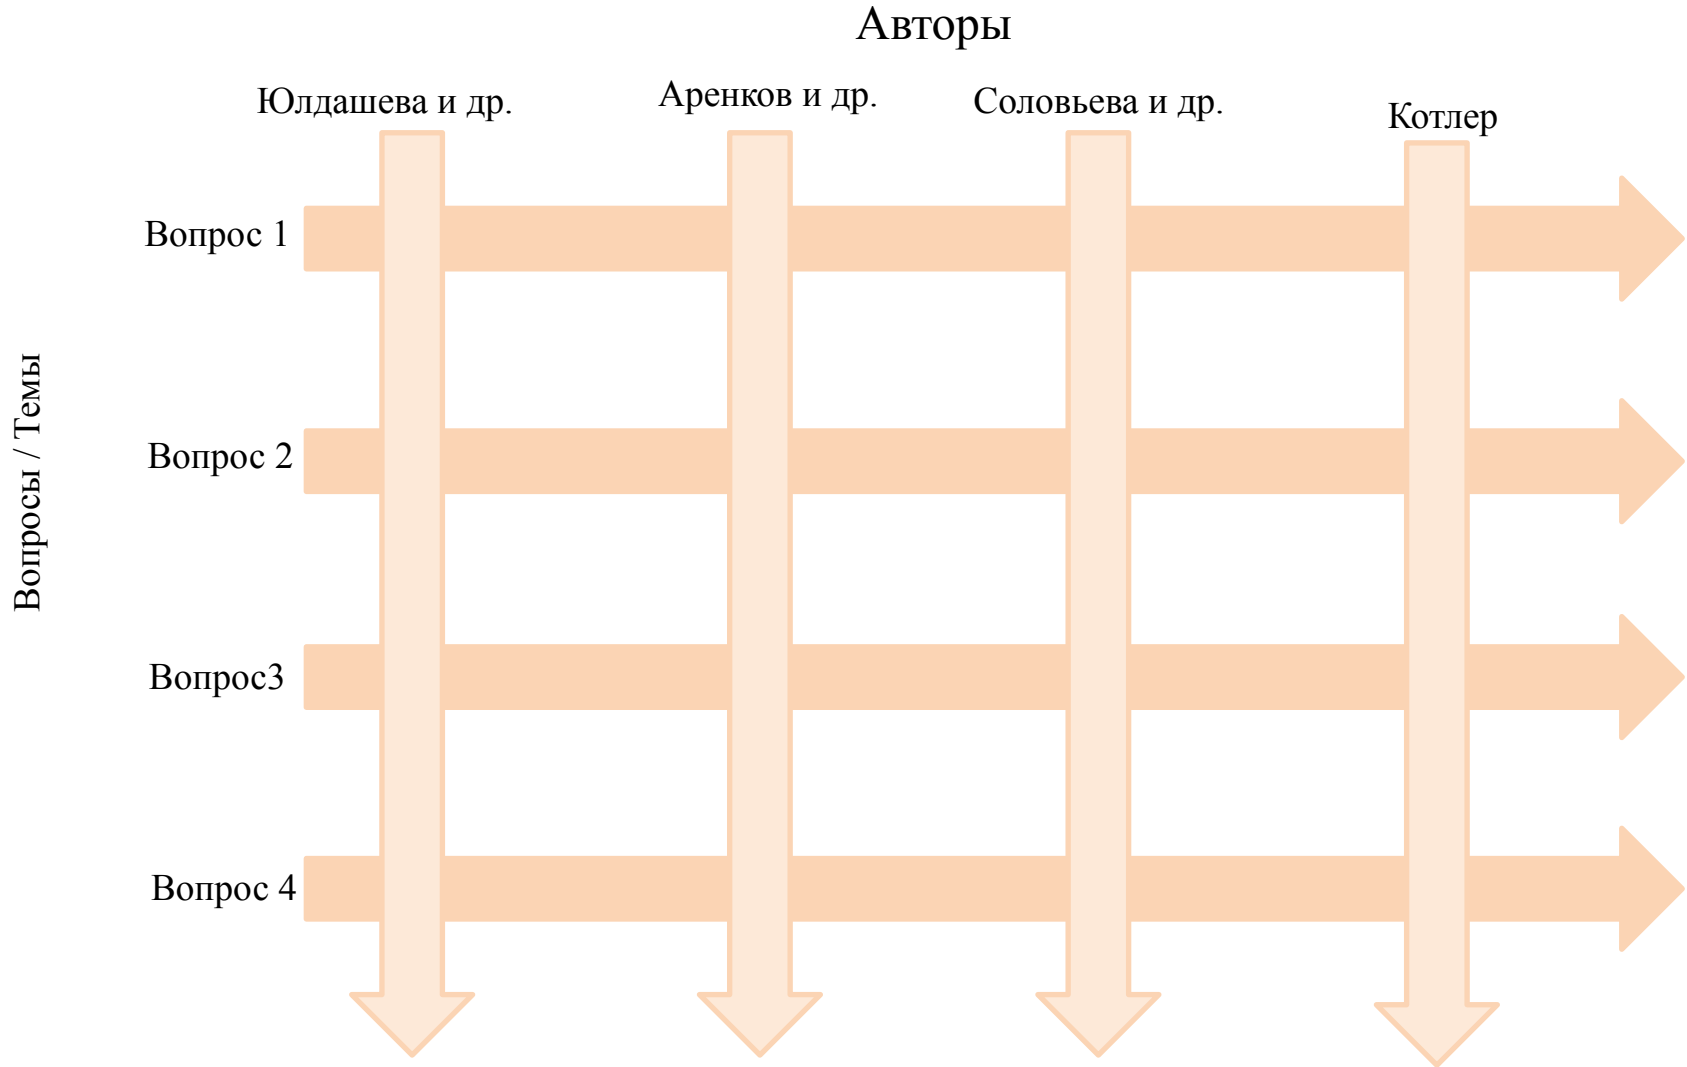 Авторы
Юлдашева и др.
Аренков и др.
Соловьева и др.
Котлер
Вопросы / Темы
Вопрос 1
Вопрос 2
Вопрос3
Вопрос 4